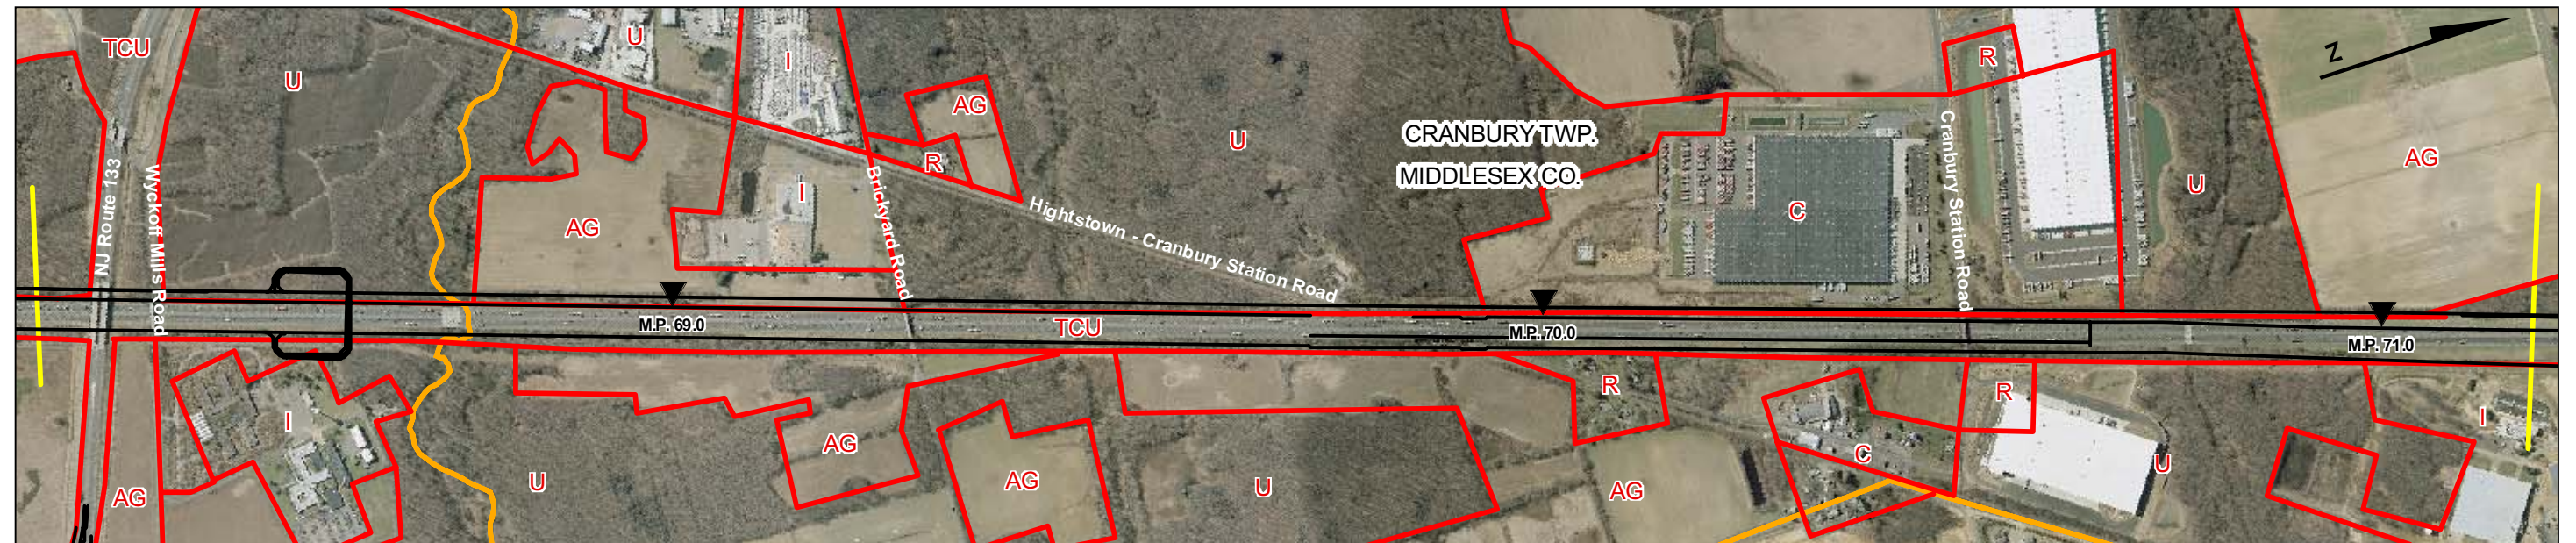 TCU
U
U
I
AG
R
U
CRANBURY TWP.
MIDDLESEX CO.
R
C
U
AG
Z
NJ Route 133
Wyckoff Mills Road
AG
I
Brickyard Road
Hightstown - Cranbury Station Road
Cranbury Station Road
M.P. 69.0
TCU
M.P. 70.0
M.P. 71.0
AG
I
U
AG
AG
U
R
AG
C
R
U
I